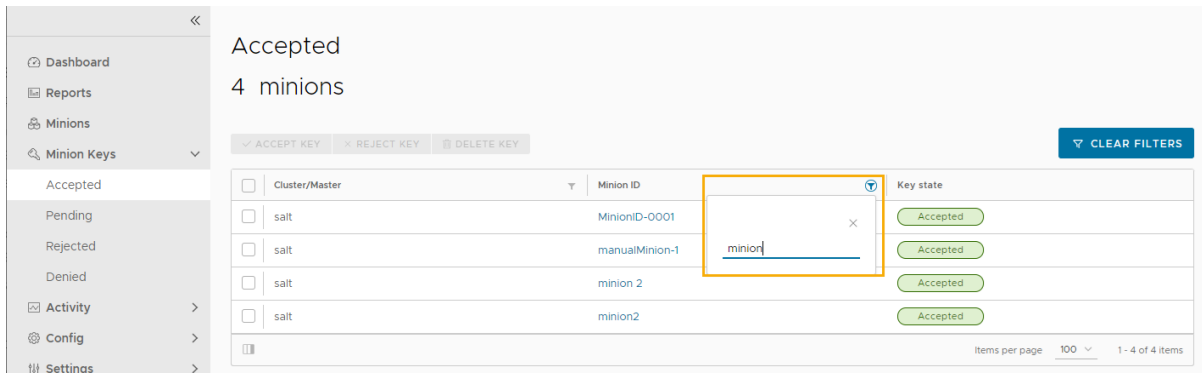 Dashboard
Reports
Minions
Minion Keys
Accepted
Pending
Rejected
Denied
Activity
Config
Settings
Accepted
4 minions
ACCEPT KEY REJECT KEY DELETE KEY
CLEAR FILTERS
Cluster/Master Minion ID Key state
salt MinionID-0001 Accepted
salt manualMinion-1 Accepted
minion
salt minion 2 Accepted
salt minion2 Accepted
Items per page 100 1 - 4 of 4 items